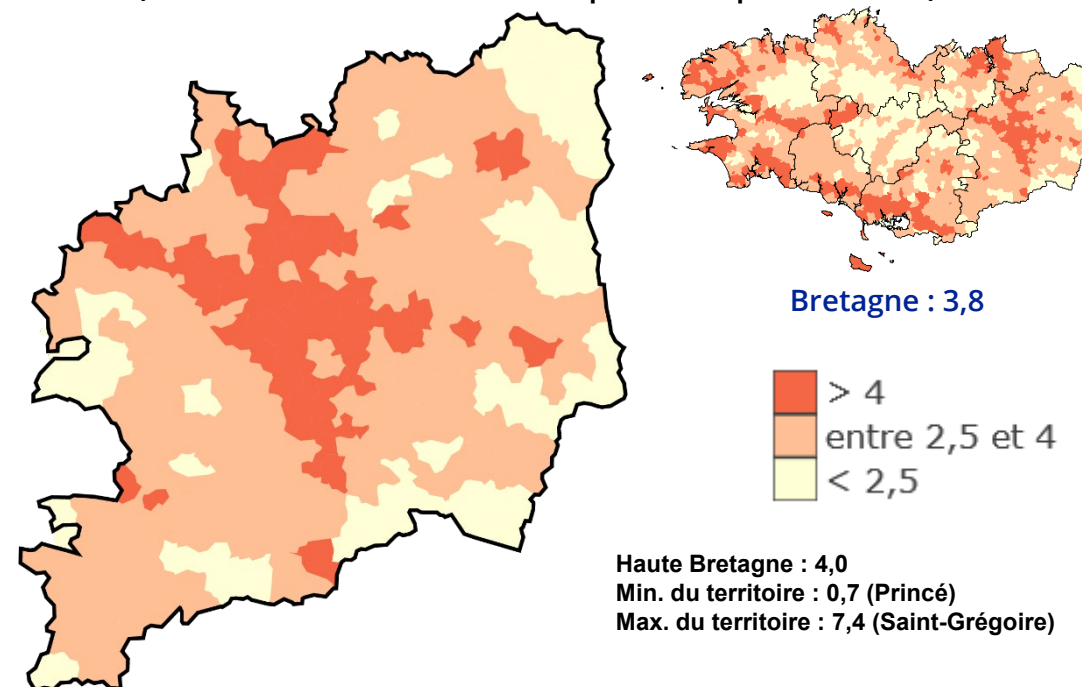 Bretagne : 3,8
> 4
entre 2,5 et 4
< 2,5
Haute Bretagne : 4,0
Min. du territoire : 0,7 (Princé)
Max. du territoire : 7,4 (Saint-Grégoire)